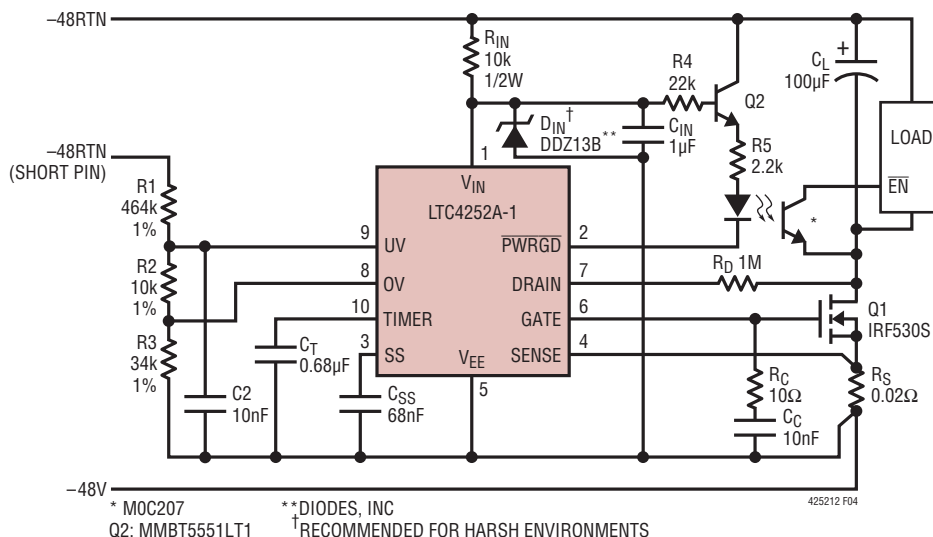 −48RTN
RIN
10k
1/2W
R4
22k
Q2
+
CL
100µF
DIN†
DDZ13B**
CIN
1µF
R5
2.2k
LOAD
EN
*
−48RTN
(SHORT PIN)
R1
464k
1%
R2
10k
1%
R3
34k
1%
1
VIN
LTC4252A-1
9
UV
8
OV
10
TIMER
3
SS
VEE
5
PWRGD
2
DRAIN
7
GATE
6
SENSE
4
RD 1M
Q1
IRF530S
CT
0.68µF
C2
10nF
CSS
68nF
RC
10Ω
CC
10nF
RS
0.02Ω
−48V
425212 F04
* M0C207
**DIODES, INC
Q2: MMBT5551LT1
†RECOMMENDED FOR HARSH ENVIRONMENTS